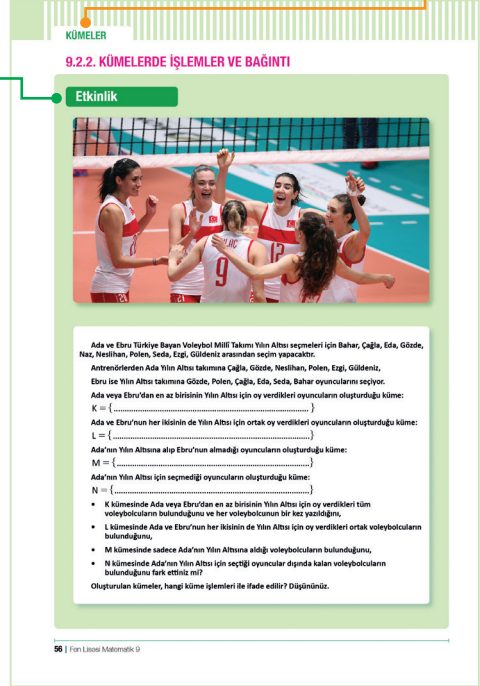 KÜMELER
9.2.2. KÜMELERDE İŞLEMLER VE BAĞINTI
Etkinlik
9
12
Ada ve Ebru Türkiye Bayan Voleybol Millî Takımı Yılın Altısı seçmeleri için Bahar, Çağla, Eda, Gözde,
Naz, Neslihan, Polen, Seda, Ezgi, Güldeniz arasından seçim yapacaktır.
Antrenörlerden Ada Yılın Altısı takımına Çağla, Gözde, Neslihan, Polen, Ezgi, Güldeniz,
Ebru ise Yılın Altısı takımına Gözde, Polen, Çağla, Eda, Seda, Bahar oyuncularını seçiyor.
Ada veya Ebru'dan en az birisinin Yılın Altısı için oy verdikleri oyuncuların oluşturduğu küme:
K = {........................................................................................ }
Ada ve Ebru'nun her ikisinin de Yılın Altısı için ortak oy verdikleri oyuncuların oluşturduğu küme:
L = {.........................................................................................}
Ada'nın Altısına alıp Ebru'nun almadığı oyuncuların oluşturduğu küme:
M = {.......................................................................................}
Ada'nın Yılın Altısı için seçmediği oyuncuların oluşturduğu küme:
N = {........................................................................................}
• K kümesinde Ada veya Ebru'dan en az birisinin Yılın Altısı için oy verdikleri tüm
voleybolcuların bulunduğunu ve her voleybolcunun bir kez yazıldığını,
• L kümesinde Ada ve Ebru'nun her ikisinin de Yılın Altısı için oy verdikleri ortak voleybolcuların
bulunduğunu,
• M kümesinde sadece Ada'nın Yılın Altısına aldığı voleybolcuların bulunduğunu,
• N kümesinde Ada'nın Yılın Altısı için seçtiği oyuncular dışında kalan voleybolcuların
bulunduğunu fark ettiniz mi?
Oluşturulan kümeler, hangi küme işlemleri ile ifade edilir? Düşününüz.
56 | Fen Lisesi Matematik 9